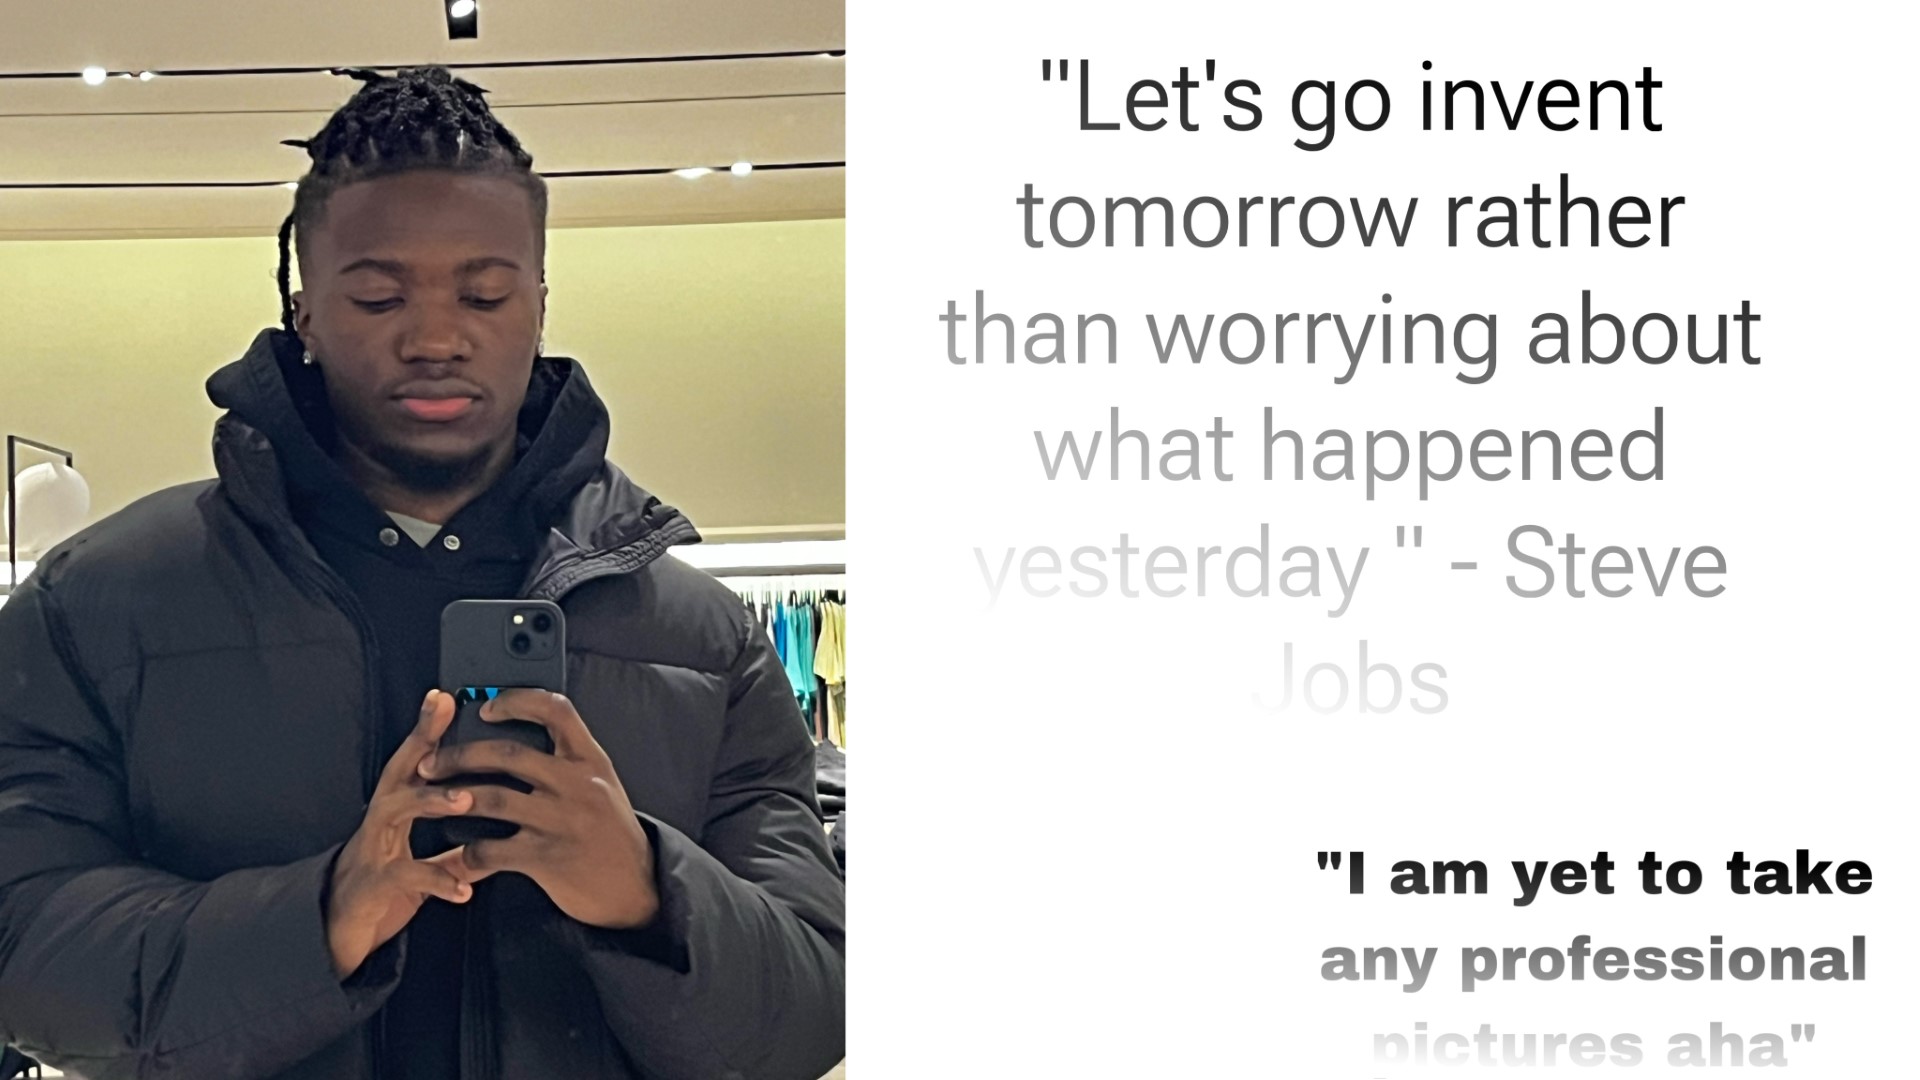 "Let's go invent
tomorrow rather
than worrying about
what happened
yesterday " - Steve
Jobs
"I am yet to take
any professional
pictures aha"